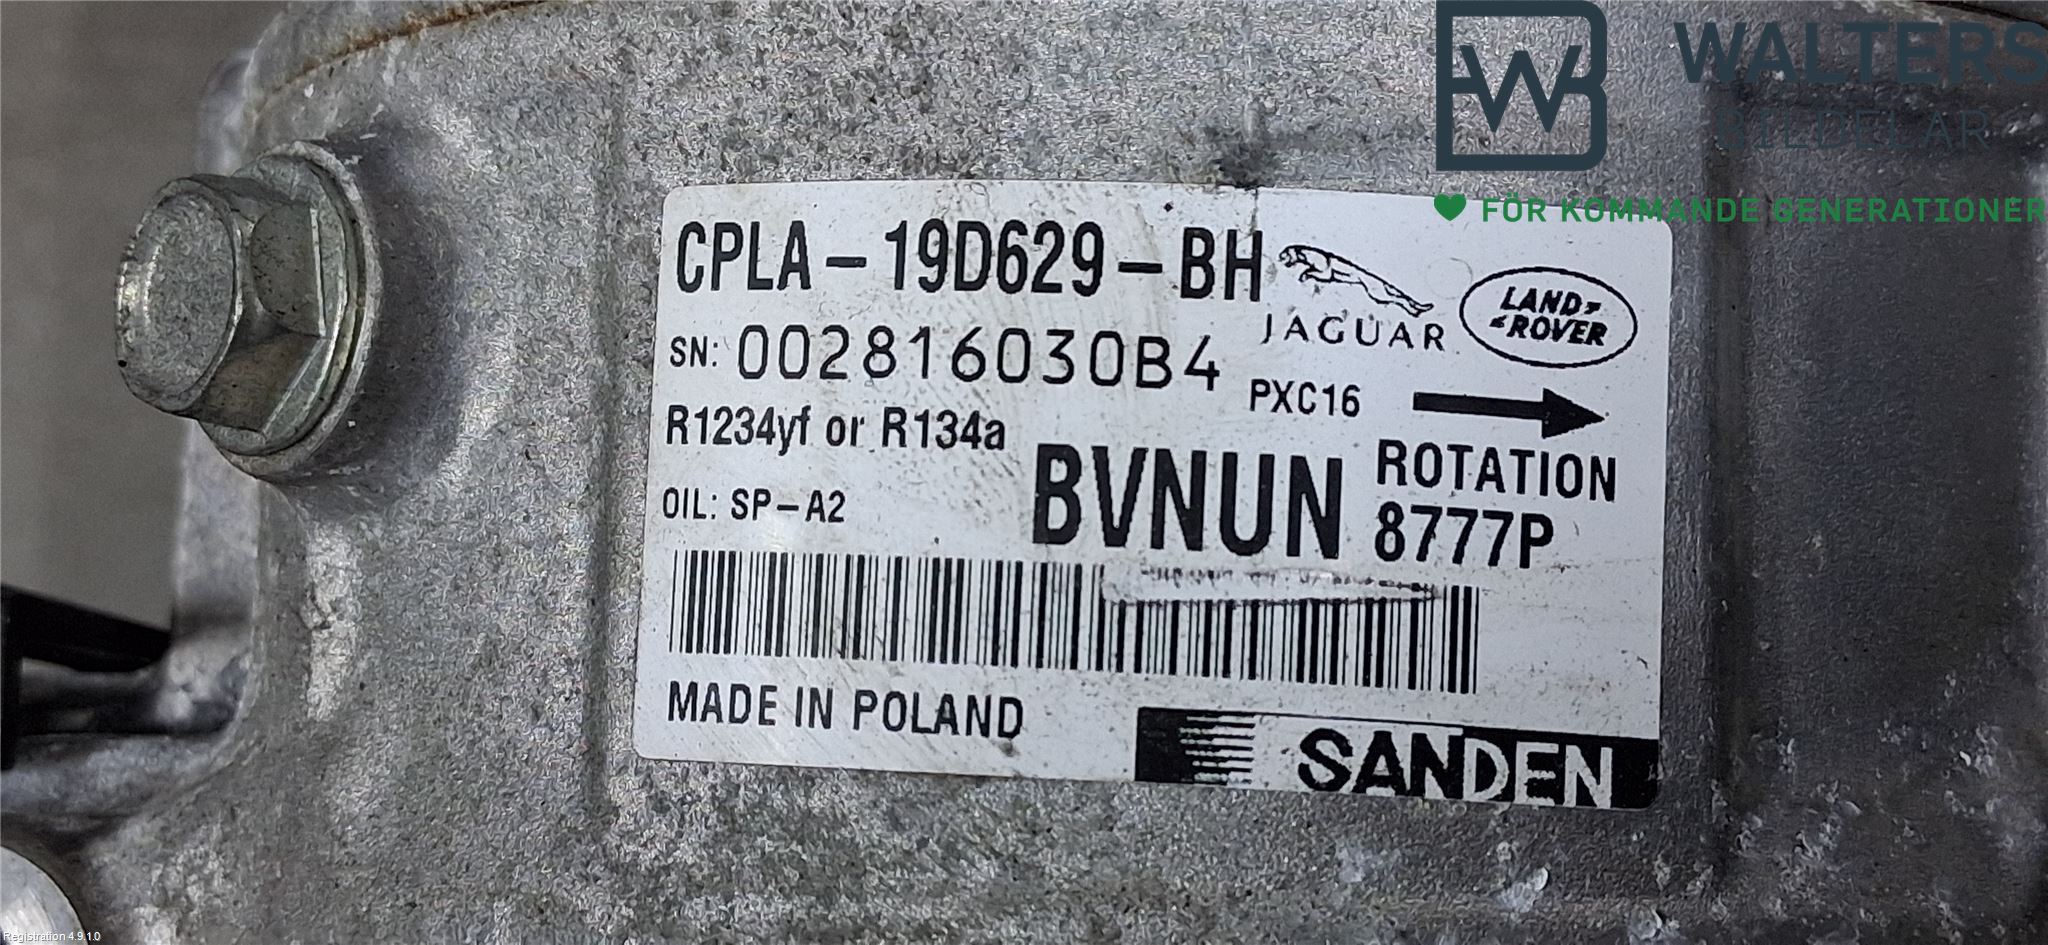 WALTERS
BILDELAR
FÖR KOMMANDE GENERATIONER
CPLA-19D629-BH
JAGUAR
LAND
ROVER
SN: 002816030B4
PXC16
R1234yf or R134a
ROTATION
OIL: SP-A2
BVNUN
8777P
MADE IN POLAND
SANDEN
Registration 4.9.1.0